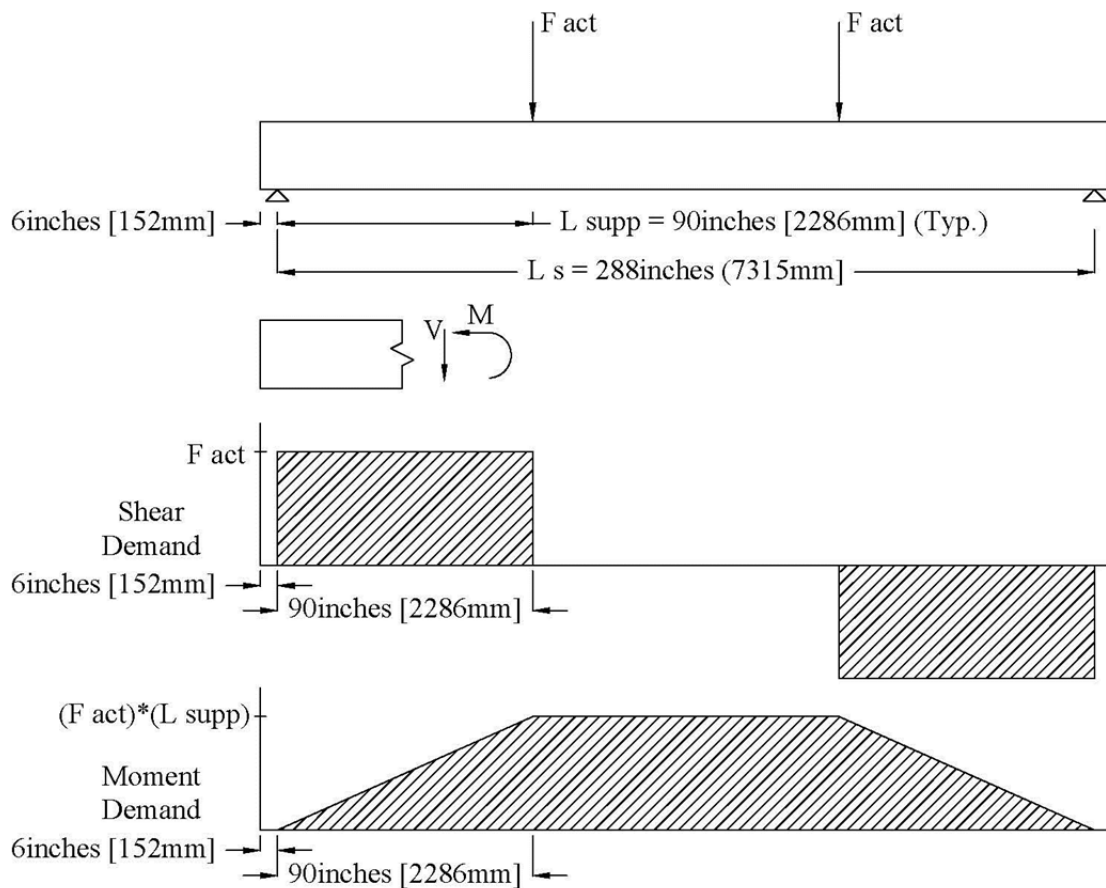 F act
F act
6inches [152mm]
L supp = 90inches [2286mm] (Typ.)
L s = 288inches (7315mm]
V
M
F act
Shear
Demand
6inches [152mm]
90inches [2286mm]
(F act)*(L supp)
Moment
Demand
6inches [152mm]
90inches [2286mm]